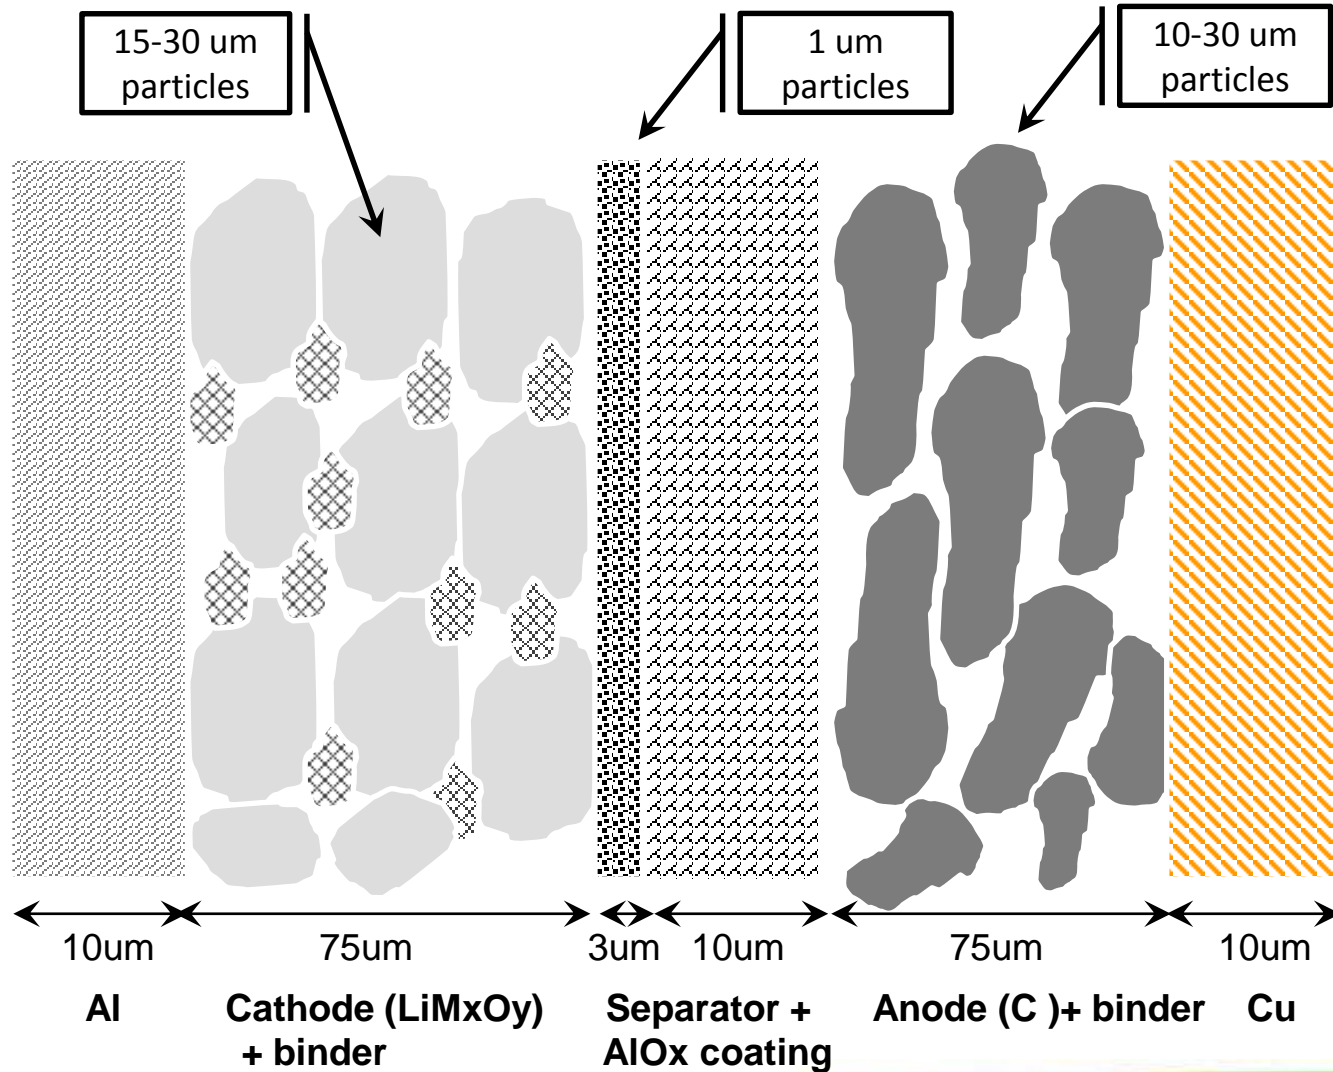 15-30 um
particles
1 um
particles
10-30 um
particles
10um
75um
3um
10um
75um
10um
Al
Cathode (LiMxOy)
+ binder
Separator +
AlOx coating
Anode (C )+ binder
Cu